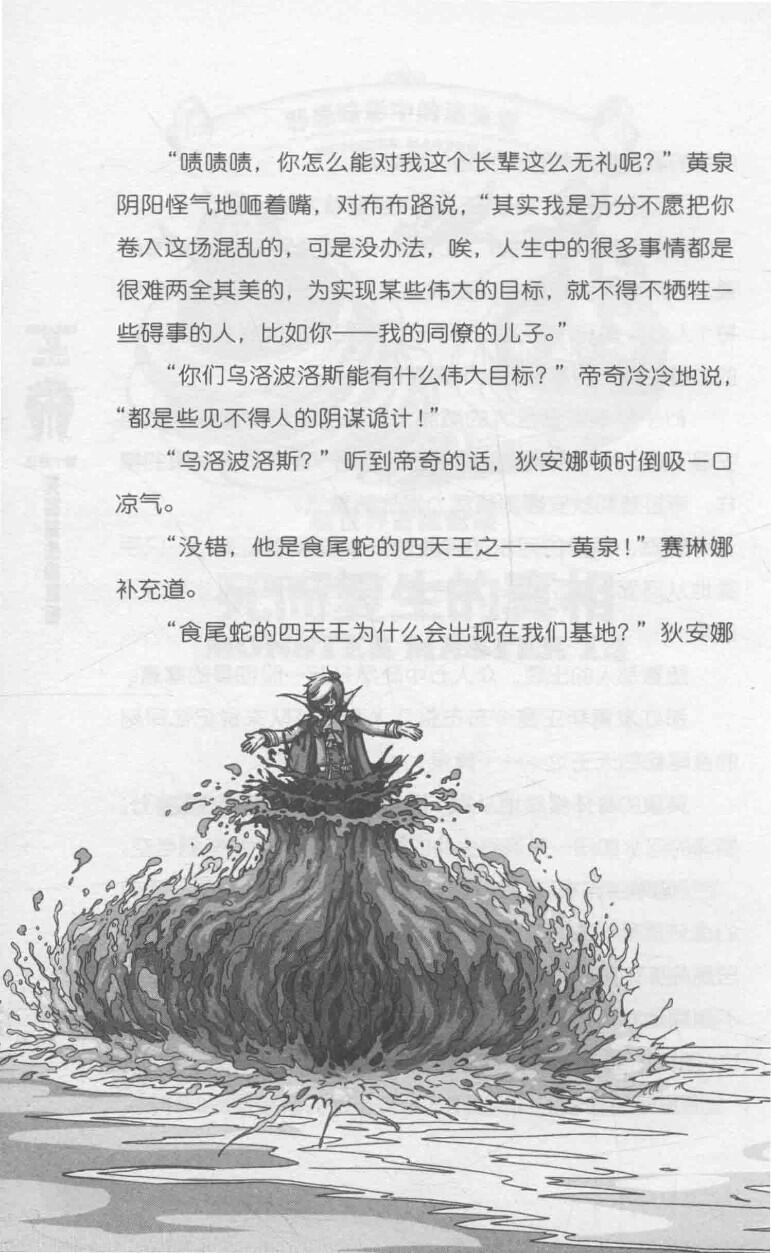 “啧啧啧，你怎么能对我这个长辈这么无礼呢？”黄泉
阴阳怪气地咂着嘴，对布布路说，“其实我是万分不愿把你
卷入这场混乱的，可是没办法，唉，人生中的很多事情都是
很难两全其美的，为实现某些伟大的目标，就不得不牺牲一
些碍事的人，比如你——我的同僚的儿子。”
“你们乌洛波洛斯能有什么伟大目标？”帝奇冷冷地说，
“都是些见不得人的阴谋诡计！”
“乌洛波洛斯？”听到帝奇的话，狄安娜顿时倒吸一口
凉气。
“没错，他是食尾蛇的四天王之一——黄泉！”赛琳娜
补充道。
“食尾蛇的四天王为什么会出现在我们基地？”狄安娜